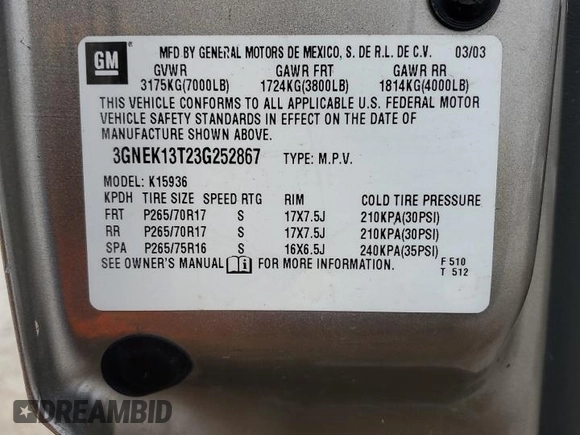 GM
MFD BY GENERAL MOTORS DE MEXICO, S. DE R.L. DE C.V. 03/03
GVWR GAWR FRT GAWR RR
3175KG(7000LB) 1724KG(3800LB) 1814KG(4000LB)
THIS VEHICLE CONFORMS TO ALL APPLICABLE U.S. FEDERAL MOTOR
VEHICLE SAFETY STANDARDS IN EFFECT ON THE DATE OF
MANUFACTURE SHOWN ABOVE.
3GNEK13T23G252867 TYPE: M.P.V.
MODEL: K15936
KPDH TIRE SIZE SPEED RTG RIM COLD TIRE PRESSURE
FRT P265/70R17 S 17X7.5J 210KPA(30PSI)
RR P265/70R17 S 17X7.5J 210KPA(30PSI)
SPA P265/75R16 S 16X6.5J 240KPA(35PSI)
SEE OWNER'S MANUAL i FOR MORE INFORMATION.
F 510
T 512
DREAMBID